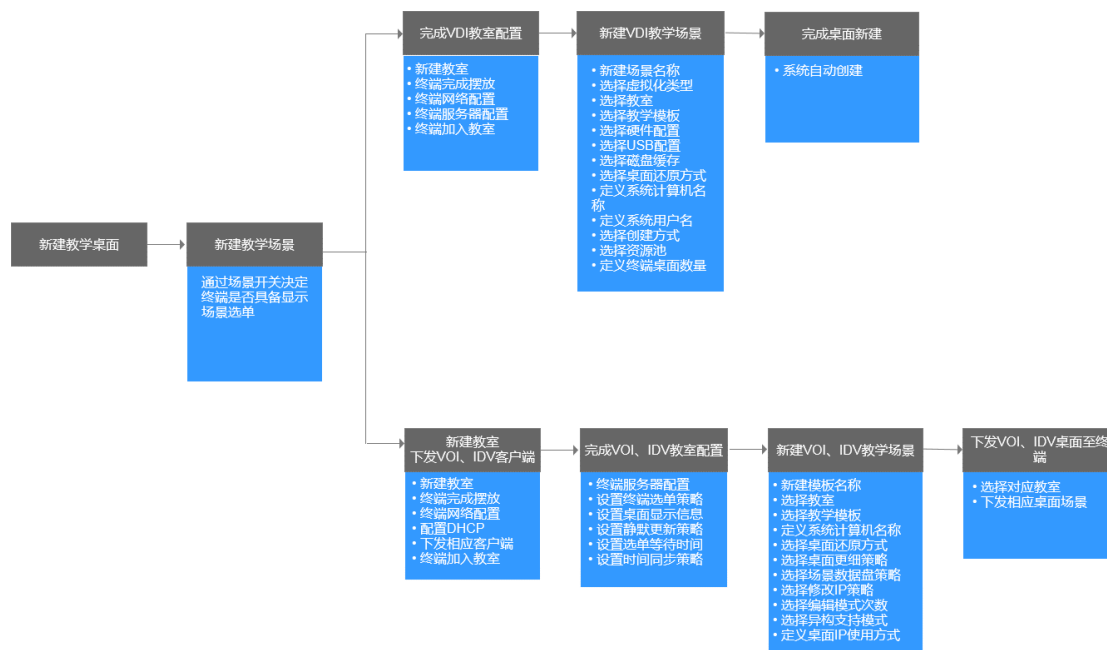 新建教学桌面
新建教学场景
通过场景开关决定
终端是否具备显示
场景选单
完成VDI教室配置
• 新建教室
• 终端完成摆放
• 终端网络配置
• 终端服务器配置
• 终端加入教室
新建VDI教学场景
• 新建场景名称
• 选择虚拟化类型
• 选择教室
• 选择教学模板
• 选择硬件配置
• 选择USB配置
• 选择磁盘缓存
• 选择桌面还原方式
• 定义系统计算机名
称
• 定义系统用户名
• 选择创建方式
• 选择资源池
• 定义终端桌面数量
完成桌面新建
• 系统自动创建
新建教室
下发VOI、IDV客户端
• 新建教室
• 终端完成摆放
• 终端网络配置
• 配置DHCP
• 下发相应客户端
• 终端加入教室
完成VOI、IDV教室配置
• 终端服务器配置
• 设置终端选单策略
• 设置桌面显示信息
• 设置静默更新策略
• 设置选单等待时间
• 设置时间同步策略
新建VOI、IDV教学场景
• 新建模板名称
• 选择教室
• 选择教学模板
• 定义系统计算机名称
• 选择桌面还原方式
• 选择桌面更细策略
• 选择场景数据盘策略
• 选择修改IP策略
• 选择编辑模式次数
• 选择异构支持模式
• 定义桌面IP使用方式
下发VOI、IDV桌面至终
端
• 选择对应教室
• 下发相应桌面场景